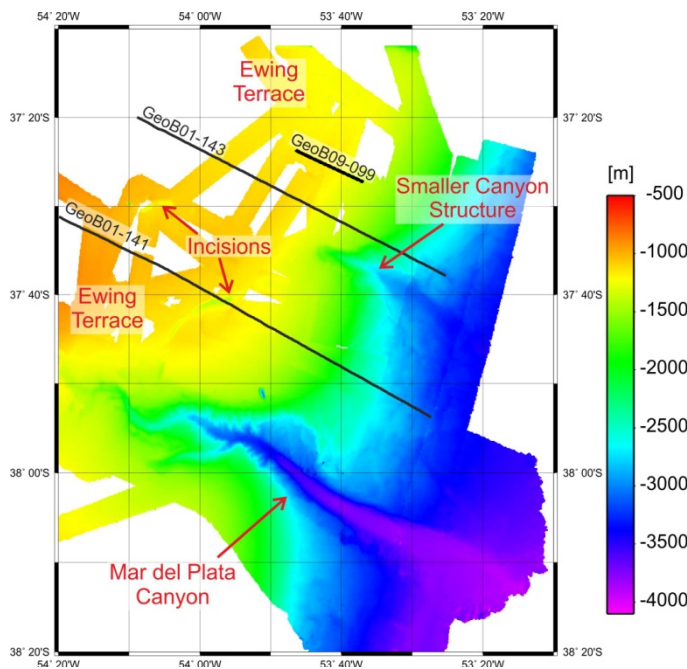 54˚ 20'W
54˚ 00'W
53˚ 40'W
53˚ 20'W
Ewing
Terrace
37˚ 20'S
37˚ 20'S
GeoB01-143
GeoB09-099
[m]
Smaller Canyon
Structure
-500
-1000
-1500
-2000
-2500
-3000
-3500
-4000
GeoB01-141
Incisions
37˚ 40'S
37˚ 40'S
Ewing
Terrace
38˚ 00'S
38˚ 00'S
Mar del Plata
Canyon
38˚ 20'S
38˚ 20'S
54˚ 20'W
54˚ 00'W
53˚ 40'W
53˚ 20'W